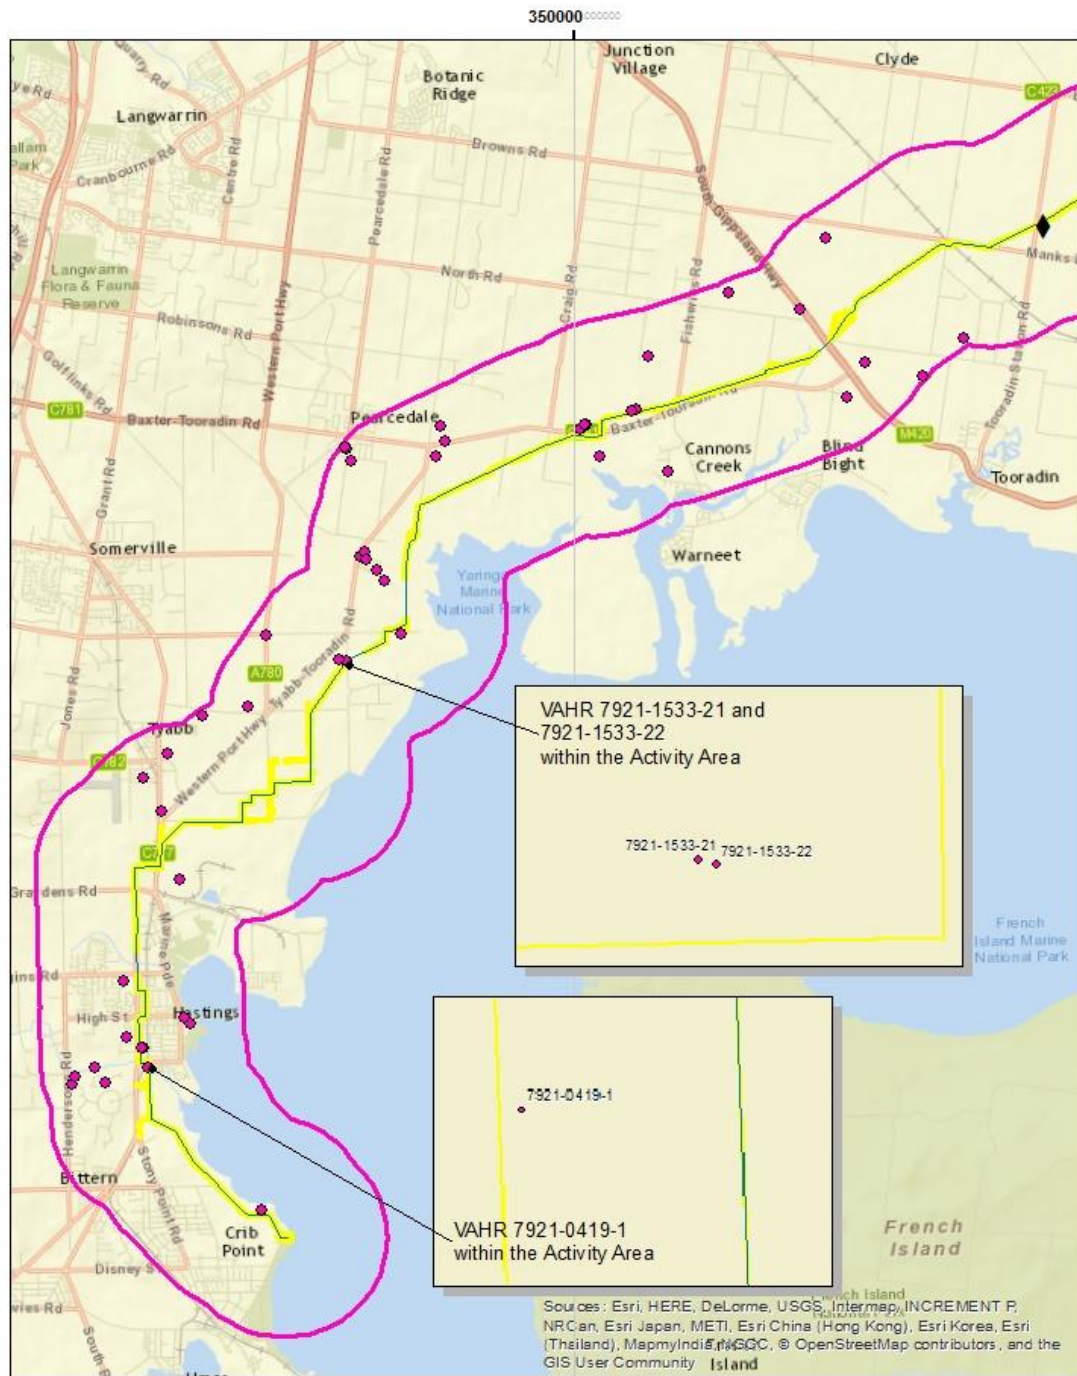 350000
Junction
Village
Clyde
Botanic
Ridge
C423
Langwarrin
Browns Rd
Cranbourne Rd
Centre Rd
Pearcedale Rd
South Gippsland Hwy
Langwarrin
Flora & Fauna
Reserve
North Rd
Craig Rd
Fisheries Rd
Manks
Robinsons Rd
Western Port Hwy
Tooradin Station Rd
Golf links Rd
C781
Baxter-Tooradin Rd
Pearcedale
Baxter-Tooradin Rd
M420
Cannons
Creek
Blind
Bight
Tooradin
Grant Rd
Somerville
Warneet
Yaringa
Marine
National Park
Tyabb-Tooradin Rd
A780
Jones Rd
Tyabb
Western Port Hwy
VAHR 7921-1533-21 and
7921-1533-22
within the Activity Area
7921-1533-21
7921-1533-22
C777
Graydens Rd
Marine Pde
French
Island Marine
National Park
High St
Hastings
Hendersons Rd
7921-0419-1
Bittern
Stony Point Rd
Crib
Point
VAHR 7921-0419-1
within the Activity Area
French
Island
Disney St
Sources: Esri, HERE, DeLorme, USGS, Intermap, INCREMENT P,
NRCan, Esri Japan, METI, Esri China (Hong Kong), Esri Korea, Esri
(Thailand), MapmyIndia, NGCC, © OpenStreetMap contributors, and the
GIS User Community
Island